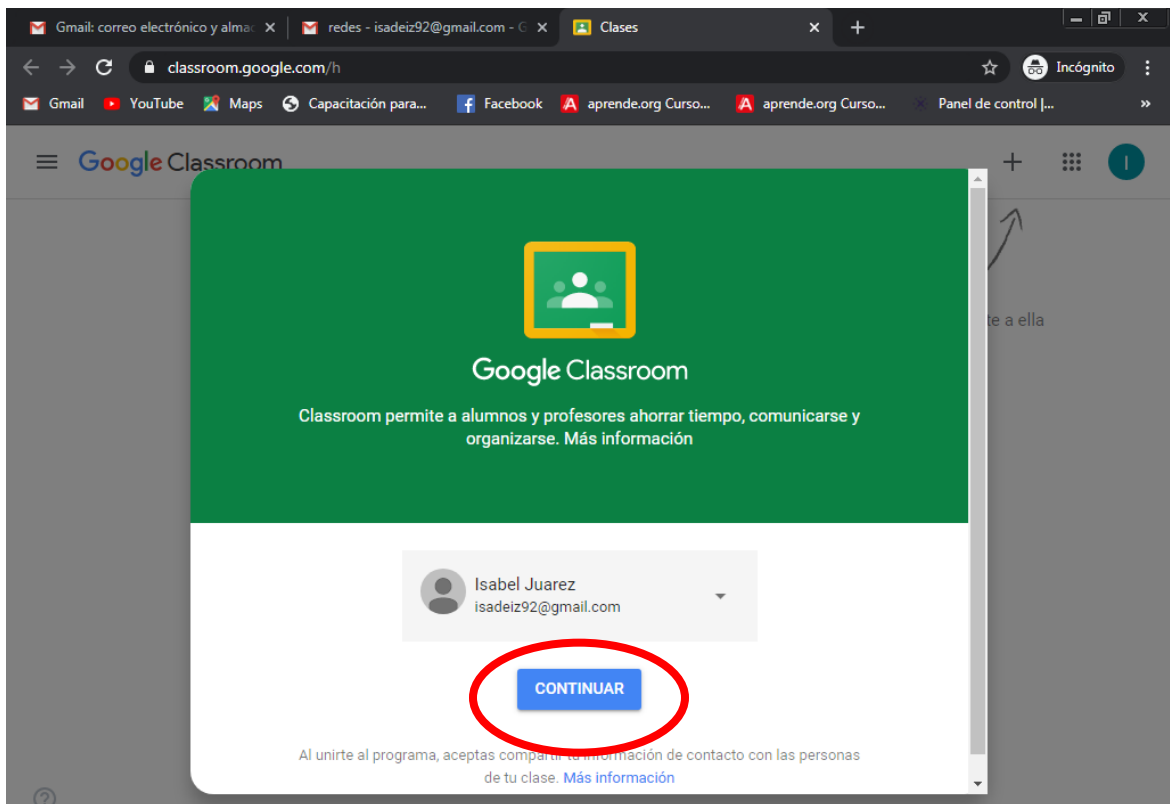 Gmail: correo electrónico y almac
redes - isadeiz92@gmail.com - G
Clases
classroom.google.com/h
Incógnito
Gmail
YouTube
Maps
Capacitación para...
Facebook
aprende.org Curso...
aprende.org Curso...
Panel de control |...
»
Google Classroom
I
te a ella
Google Classroom
Classroom permite a alumnos y profesores ahorrar tiempo, comunicarse y
organizarse. Más información
Isabel Juarez
isadeiz92@gmail.com
CONTINUAR
Al unirte al programa, aceptas compartir tu información de contacto con las personas
de tu clase. Más información